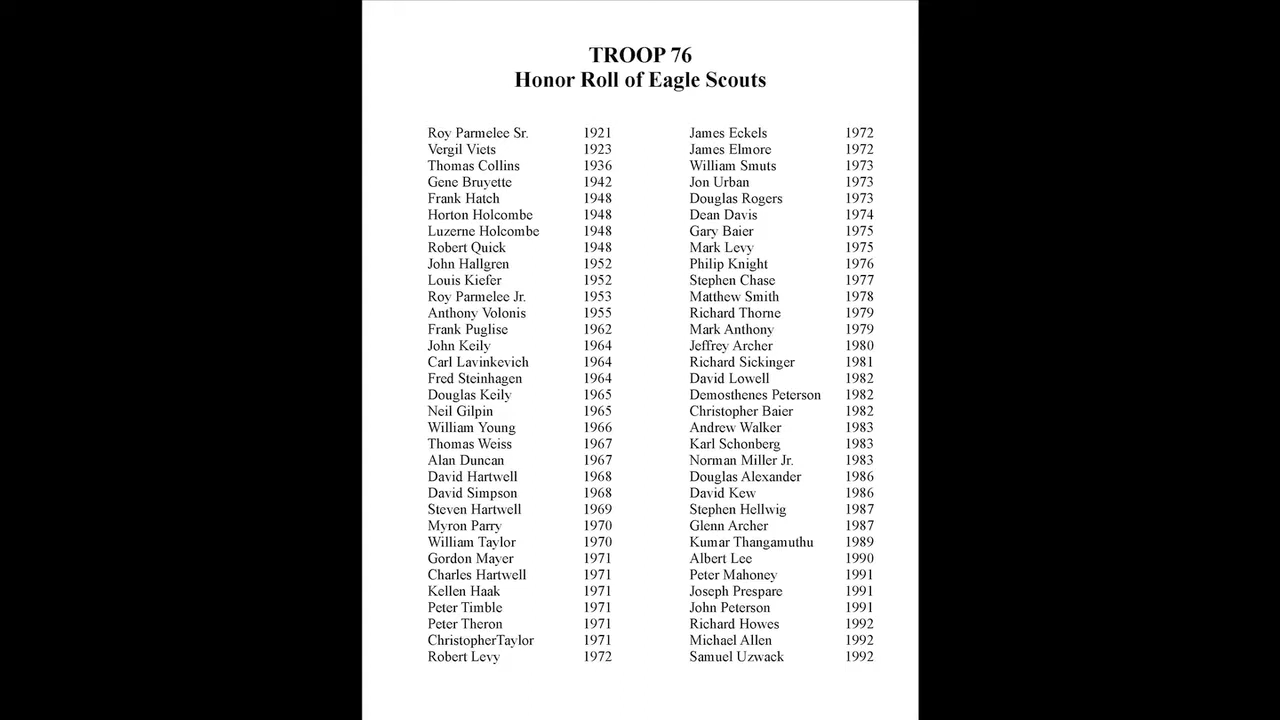 TROOP 76
Honor Roll of Eagle Scouts
Roy Parmelee Sr. 1921
Vergil Viets 1923
Thomas Collins 1936
Gene Bruyette 1942
Frank Hatch 1948
Horton Holcombe 1948
Luzerne Holcombe 1948
Robert Quick 1948
John Hallgren 1952
Louis Kiefer 1952
Roy Parmelee Jr. 1953
Anthony Volonis 1955
Frank Puglise 1962
John Keily 1964
Carl Lavinkevich 1964
Fred Steinhagen 1964
Douglas Keily 1965
Neil Gilpin 1965
William Young 1966
Thomas Weiss 1967
Alan Duncan 1967
David Hartwell 1968
David Simpson 1968
Steven Hartwell 1969
Myron Parry 1970
William Taylor 1970
Gordon Mayer 1971
Charles Hartwell 1971
Kellen Haak 1971
Peter Timble 1971
Peter Theron 1971
ChristopherTaylor 1971
Robert Levy 1972
James Eckels 1972
James Elmore 1972
William Smuts 1973
Jon Urban 1973
Douglas Rogers 1973
Dean Davis 1974
Gary Baier 1975
Mark Levy 1975
Philip Knight 1976
Stephen Chase 1977
Matthew Smith 1978
Richard Thorne 1979
Mark Anthony 1979
Jeffrey Archer 1980
Richard Sickinger 1981
David Lowell 1982
Demosthenes Peterson 1982
Christopher Baier 1982
Andrew Walker 1983
Karl Schonberg 1983
Norman Miller Jr. 1983
Douglas Alexander 1986
David Kew 1986
Stephen Hellwig 1987
Glenn Archer 1987
Kumar Thangamuthu 1989
Albert Lee 1990
Peter Mahoney 1991
Joseph Prespare 1991
John Peterson 1991
Richard Howes 1992
Michael Allen 1992
Samuel Uzwack 1992